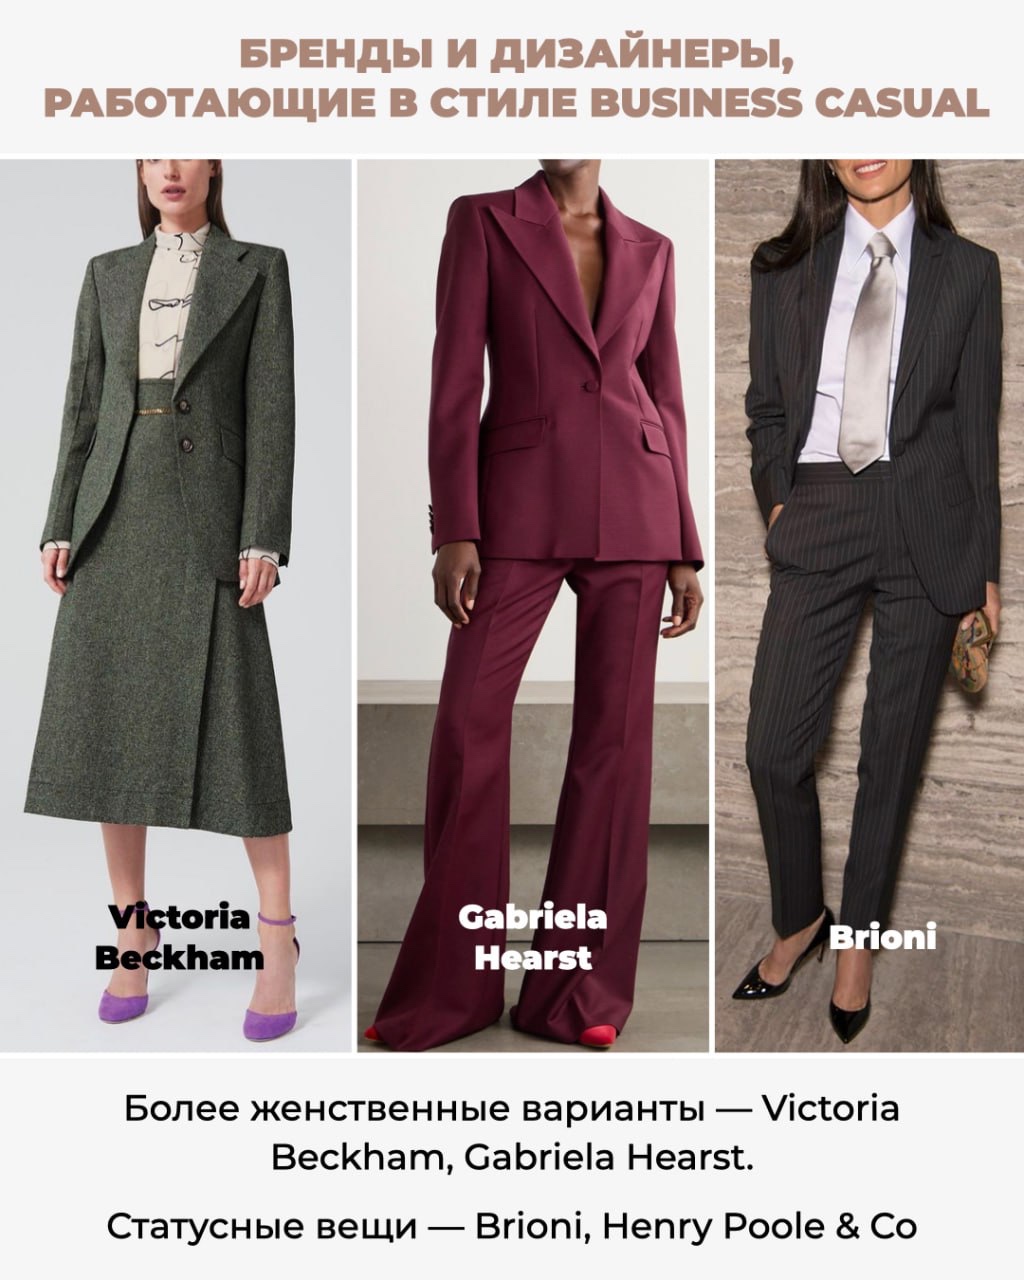 БРЕНДЫ И ДИЗАЙНЕРЫ,
РАБОТАЮЩИЕ В СТИЛЕ BUSINESS CASUAL
Victoria
Beckham
Gabriela
Hearst
Brioni
Более женственные варианты — Victoria
Beckham, Gabriela Hearst.
Статусные вещи — Brioni, Henry Poole & Co